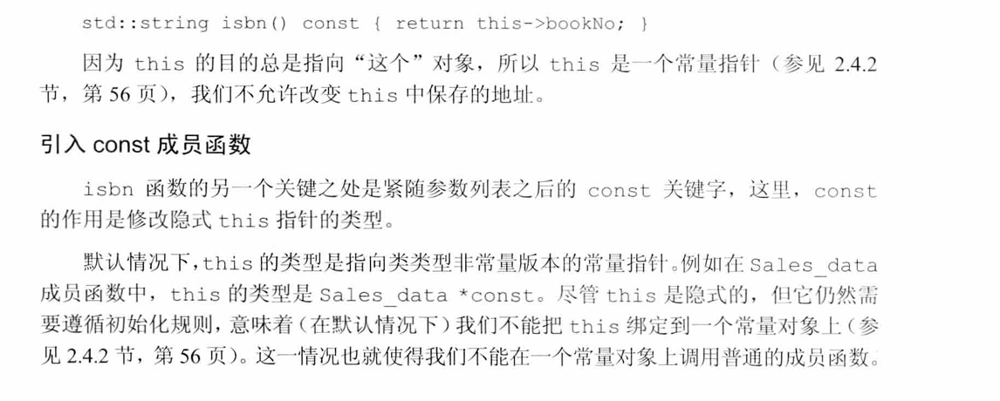 std::string isbn() const { return this->bookNo; }
因为 this 的目的总是指向“这个”对象，所以 this 是一个常量指针（参见 2.4.2
节，第 56 页），我们不允许改变 this 中保存的地址。
引入 const 成员函数
isbn 函数的另一个关键之处是紧随参数列表之后的 const 关键字，这里，const
的作用是修改隐式 this 指针的类型。
默认情况下，this 的类型是指向类类型非常量版本的常量指针。例如在 Sales_data
成员函数中，this 的类型是 Sales_data *const。尽管 this 是隐式的，但它仍然需
要遵循初始化规则，意味着（在默认情况下）我们不能把 this 绑定到一个常量对象上（参
见 2.4.2 节，第 56 页）。这一情况也就使得我们不能在一个常量对象上调用普通的成员函数。